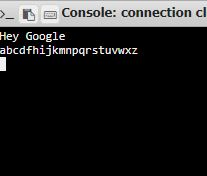 >_ Console: connection cl
Hey Google
abcdfhijkmnpqrstuvwxz